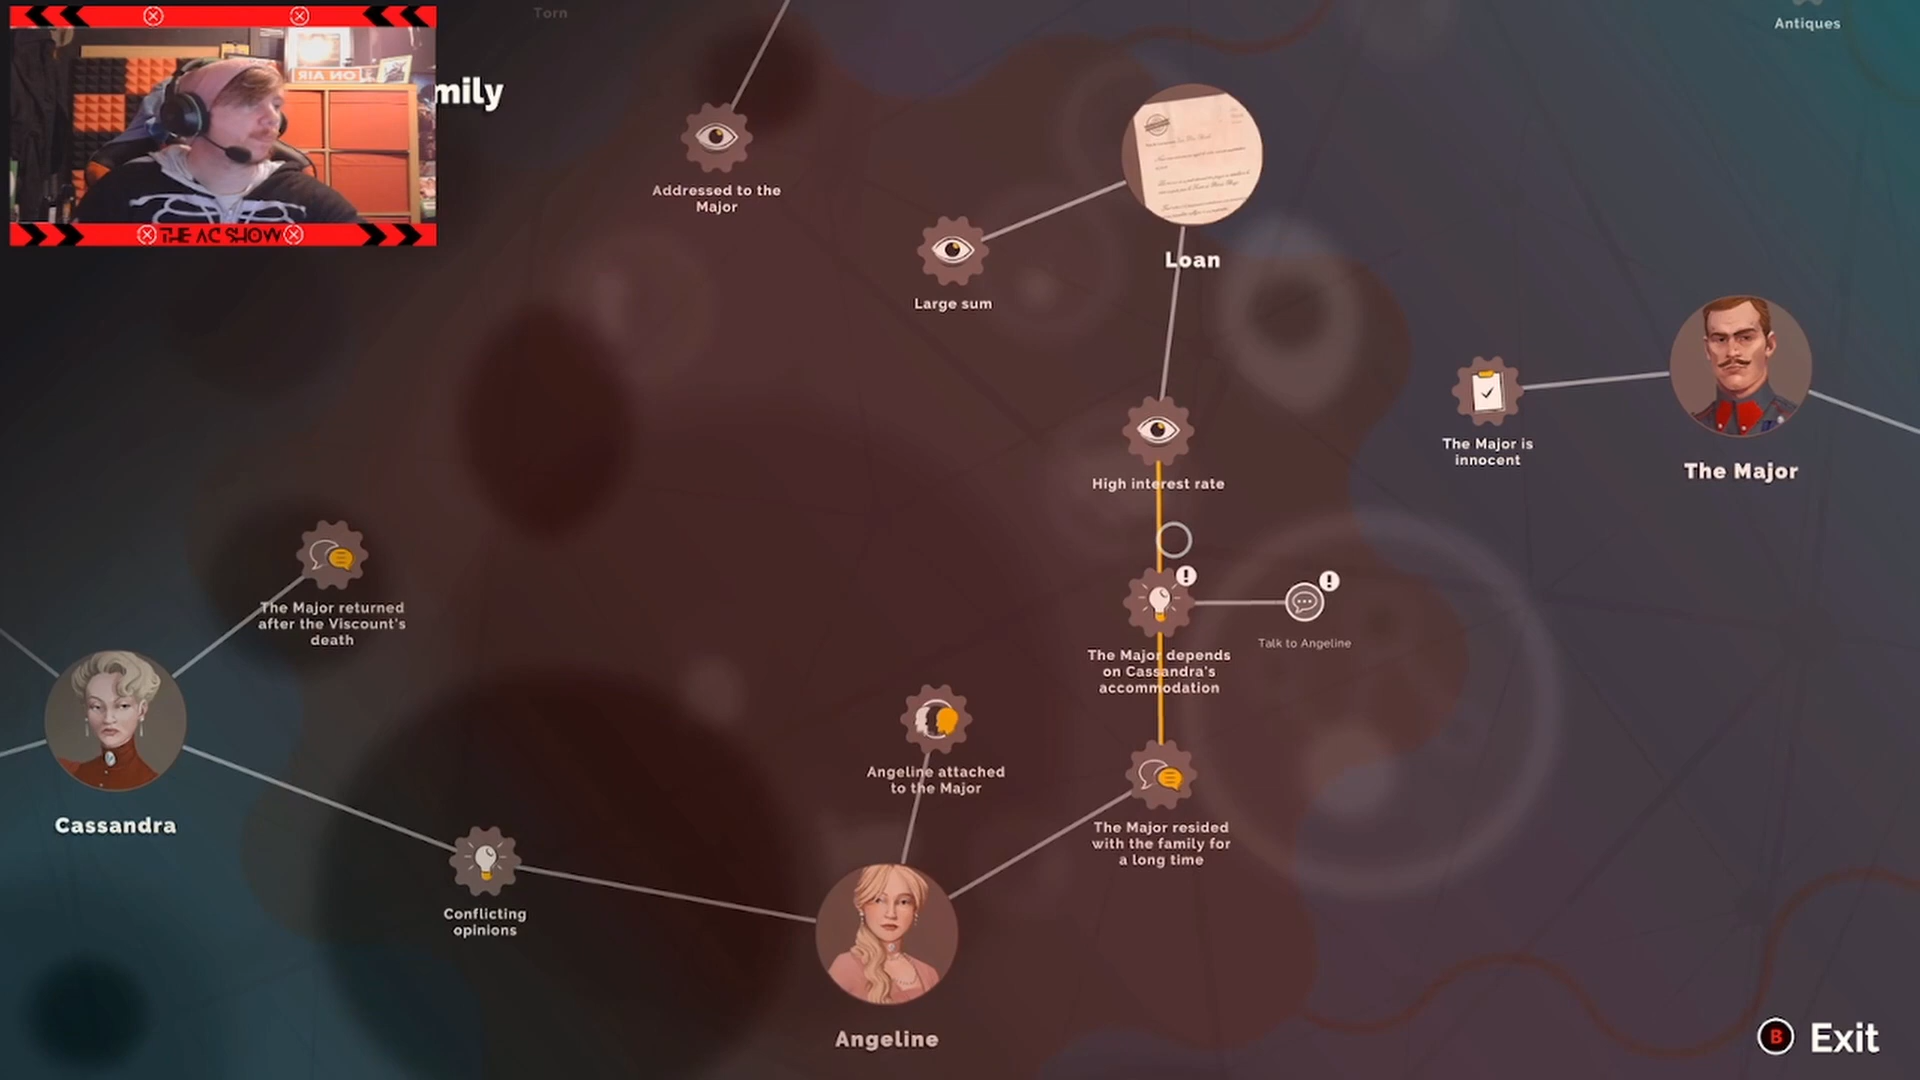 Torn
Antiques
mily
ON AIR
THE AC SHOW
Addressed to the
Major
Large sum
Loan
High interest rate
The Major is
innocent
The Major
The Major returned
after the Viscount's
death
Talk to Angeline
The Major depends
on Cassandra's
accommodation
Angeline attached
to the Major
Cassandra
The Major resided
with the family for
a long time
Conflicting
opinions
Angeline
B Exit